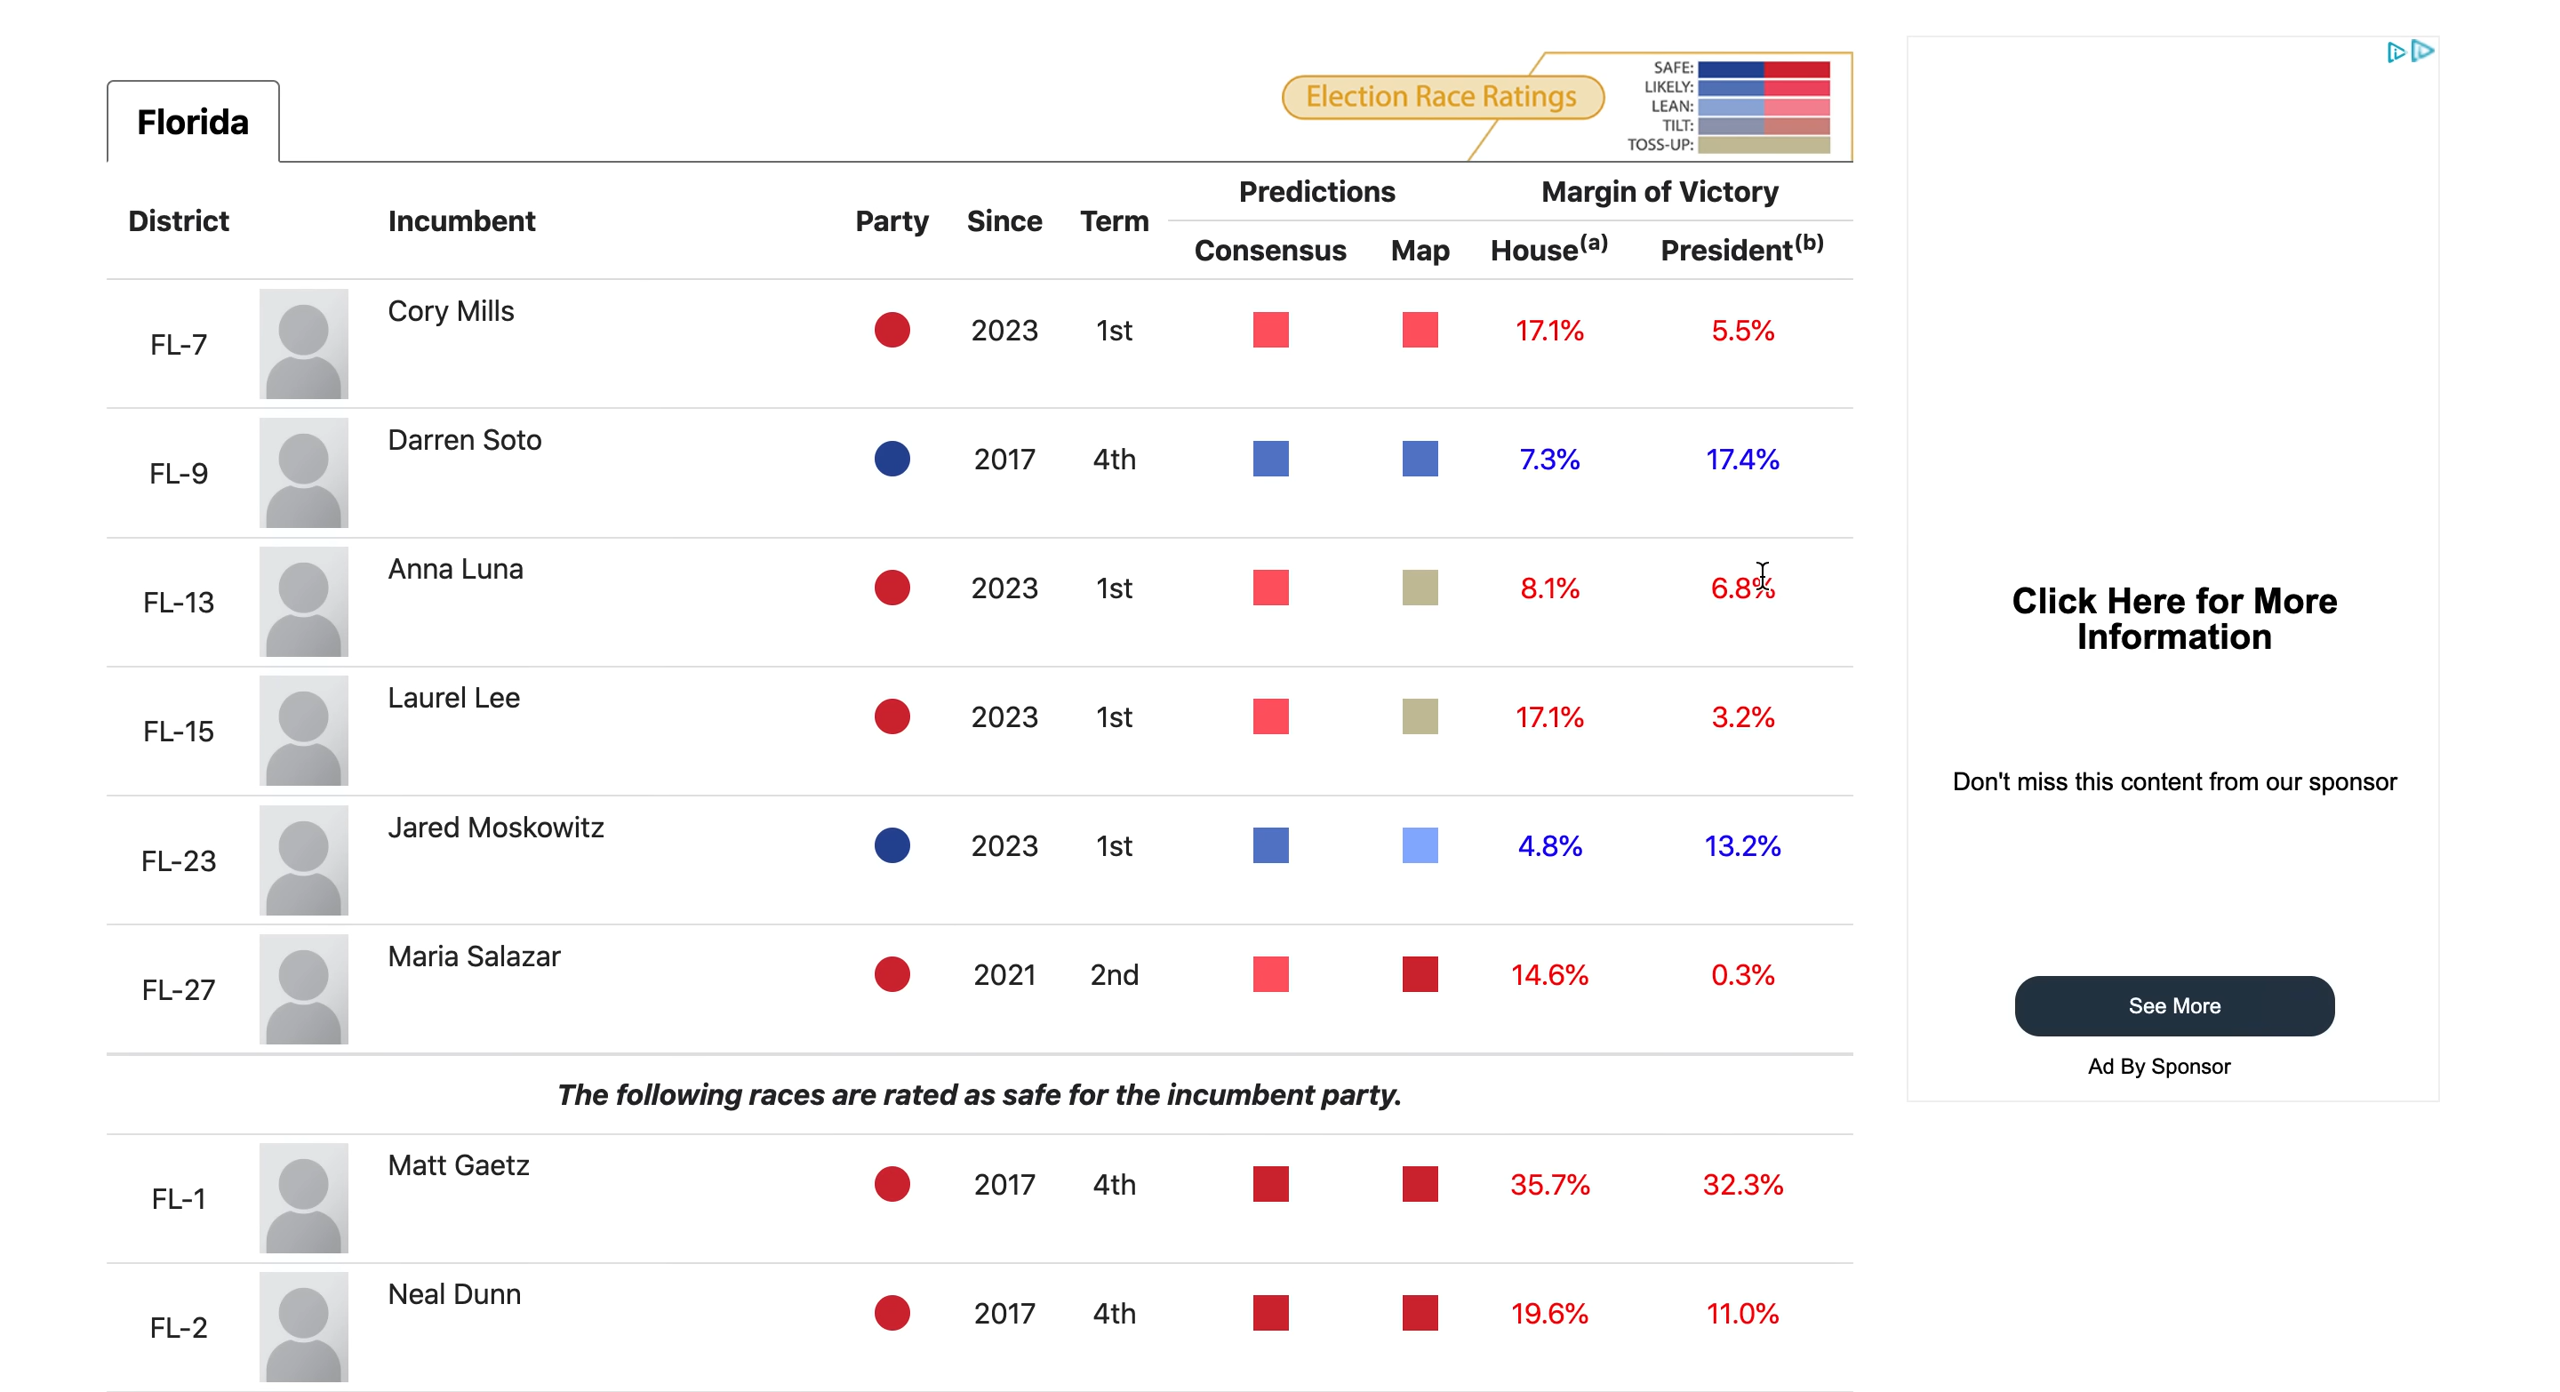 Florida
Election Race Ratings
SAFE:
LIKELY:
LEAN:
TILT:
TOSS-UP:
District Incumbent Party Since Term Predictions Margin of Victory
Consensus Map House(a) President(b)
FL-7 Cory Mills 2023 1st 17.1% 5.5%
FL-9 Darren Soto 2017 4th 7.3% 17.4%
FL-13 Anna Luna 2023 1st 8.1% 6.8%
FL-15 Laurel Lee 2023 1st 17.1% 3.2%
FL-23 Jared Moskowitz 2023 1st 4.8% 13.2%
FL-27 Maria Salazar 2021 2nd 14.6% 0.3%
The following races are rated as safe for the incumbent party.
FL-1 Matt Gaetz 2017 4th 35.7% 32.3%
FL-2 Neal Dunn 2017 4th 19.6% 11.0%
Click Here for More
Information
Don't miss this content from our sponsor
See More
Ad By Sponsor